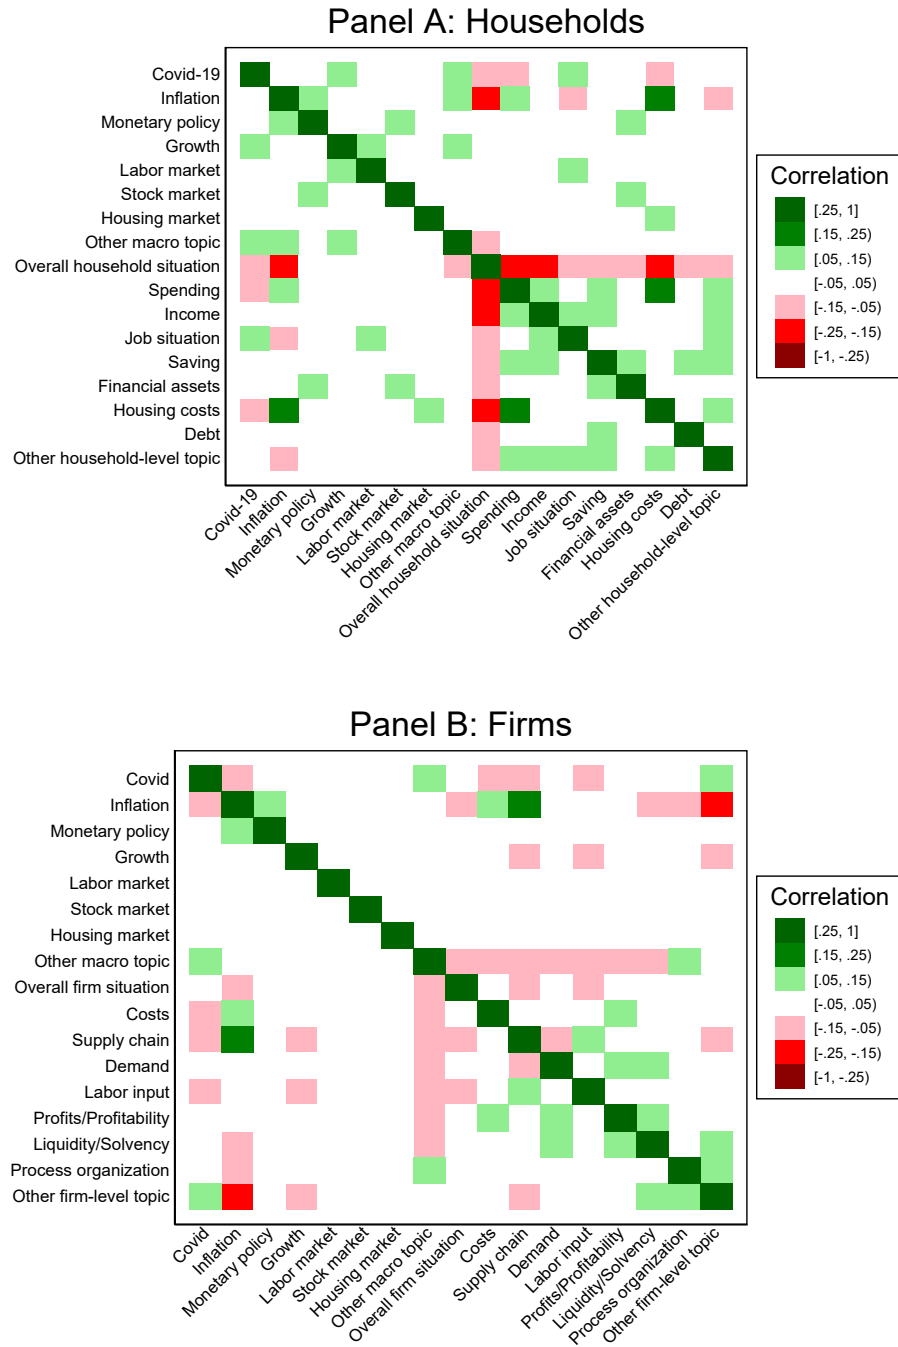 Panel A: Households
Covid-19
Inflation
Monetary policy
Growth
Labor market
Stock market
Housing market
Other macro topic
Overall household situation
Spending
Income
Job situation
Saving
Financial assets
Housing costs
Debt
Other household-level topic
Covid-19
Inflation
Monetary policy
Growth
Labor market
Stock market
Housing market
Other macro topic
Overall household situation
Spending
Income
Job situation
Saving
Financial assets
Housing costs
Debt
Other household-level topic
Correlation
[.25, 1]
[.15, .25)
[.05, .15)
[-.05, .05)
[-.15, -.05)
[-.25, -.15)
[-1, -.25)
Panel B: Firms
Covid
Inflation
Monetary policy
Growth
Labor market
Stock market
Housing market
Other macro topic
Overall firm situation
Costs
Supply chain
Demand
Labor input
Profits/Profitability
Liquidity/Solvency
Process organization
Other firm-level topic
Covid
Inflation
Monetary policy
Growth
Labor market
Stock market
Housing market
Other macro topic
Overall firm situation
Costs
Supply chain
Demand
Labor input
Profits/Profitability
Liquidity/Solvency
Process organization
Other firm-level topic
Correlation
[.25, 1]
[.15, .25)
[.05, .15)
[-.05, .05)
[-.15, -.05)
[-.25, -.15)
[-1, -.25)